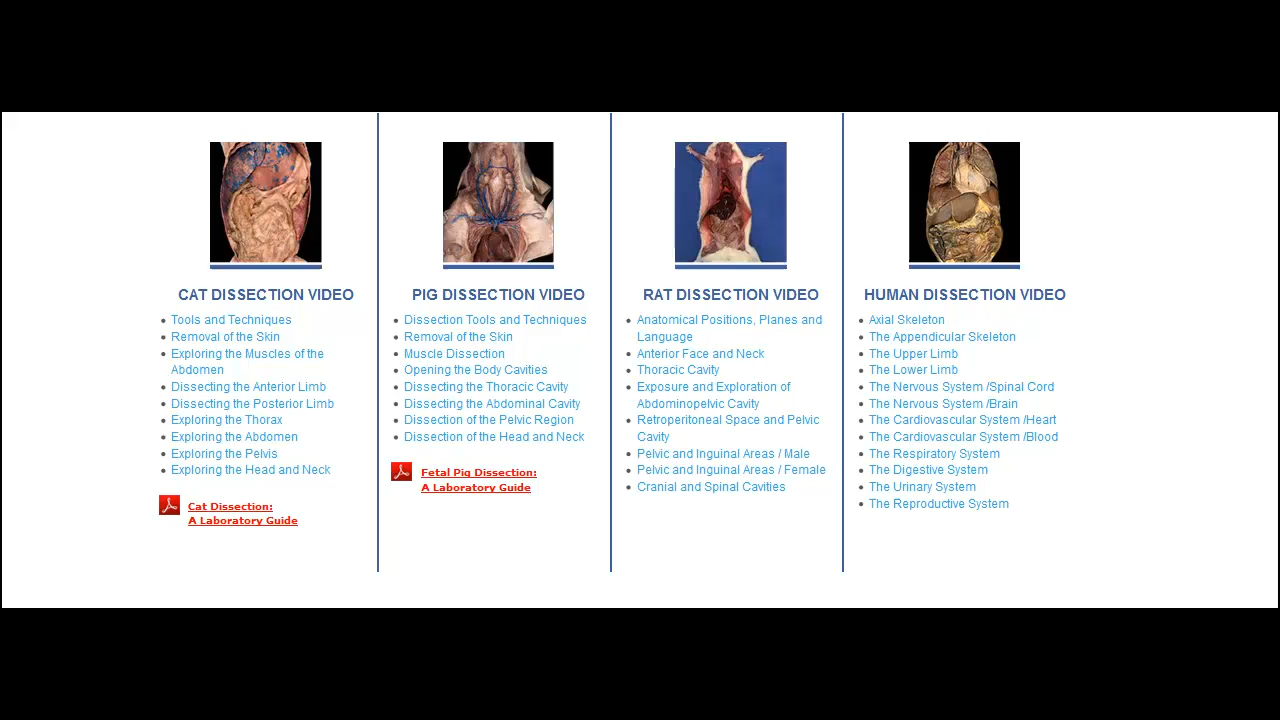 CAT DISSECTION VIDEO
Tools and Techniques
Removal of the Skin
Exploring the Muscles of the
Abdomen
Dissecting the Anterior Limb
Dissecting the Posterior Limb
Exploring the Thorax
Exploring the Abdomen
Exploring the Pelvis
Exploring the Head and Neck
Cat Dissection:
A Laboratory Guide
PIG DISSECTION VIDEO
Dissection Tools and Techniques
Removal of the Skin
Muscle Dissection
Opening the Body Cavities
Dissecting the Thoracic Cavity
Dissecting the Abdominal Cavity
Dissection of the Pelvic Region
Dissection of the Head and Neck
Fetal Pig Dissection:
A Laboratory Guide
RAT DISSECTION VIDEO
Anatomical Positions, Planes and
Language
Anterior Face and Neck
Thoracic Cavity
Exposure and Exploration of
Abdominopelvic Cavity
Retroperitoneal Space and Pelvic
Cavity
Pelvic and Inguinal Areas / Male
Pelvic and Inguinal Areas / Female
Cranial and Spinal Cavities
HUMAN DISSECTION VIDEO
Axial Skeleton
The Appendicular Skeleton
The Upper Limb
The Lower Limb
The Nervous System /Spinal Cord
The Nervous System /Brain
The Cardiovascular System /Heart
The Cardiovascular System /Blood
The Respiratory System
The Digestive System
The Urinary System
The Reproductive System